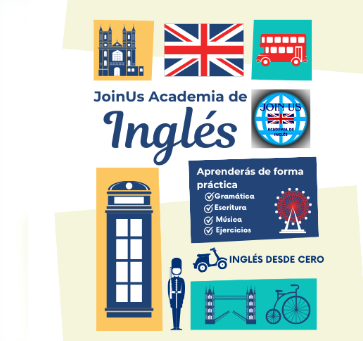 JoinUs Academia de
Inglés
JOIN US
ACADEMIA DE
INGLÉS
Aprenderás de forma
práctica
Gramática
Escritura
Música
Ejercicios
INGLÉS DESDE CERO